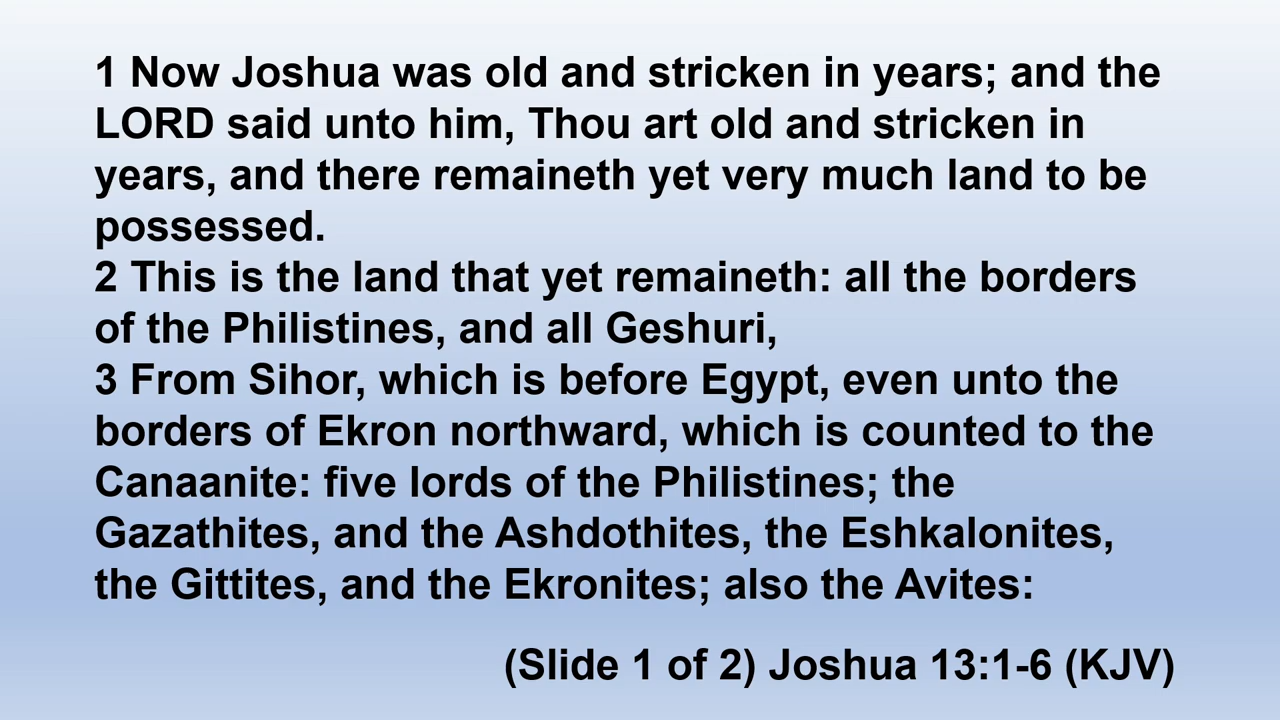 1 Now Joshua was old and stricken in years; and the
LORD said unto him, Thou art old and stricken in
years, and there remaineth yet very much land to be
possessed.
2 This is the land that yet remaineth: all the borders
of the Philistines, and all Geshuri,
3 From Sihor, which is before Egypt, even unto the
borders of Ekron northward, which is counted to the
Canaanite: five lords of the Philistines; the
Gazathites, and the Ashdothites, the Eshkalonites,
the Gittites, and the Ekronites; also the Avites:
(Slide 1 of 2) Joshua 13:1-6 (KJV)